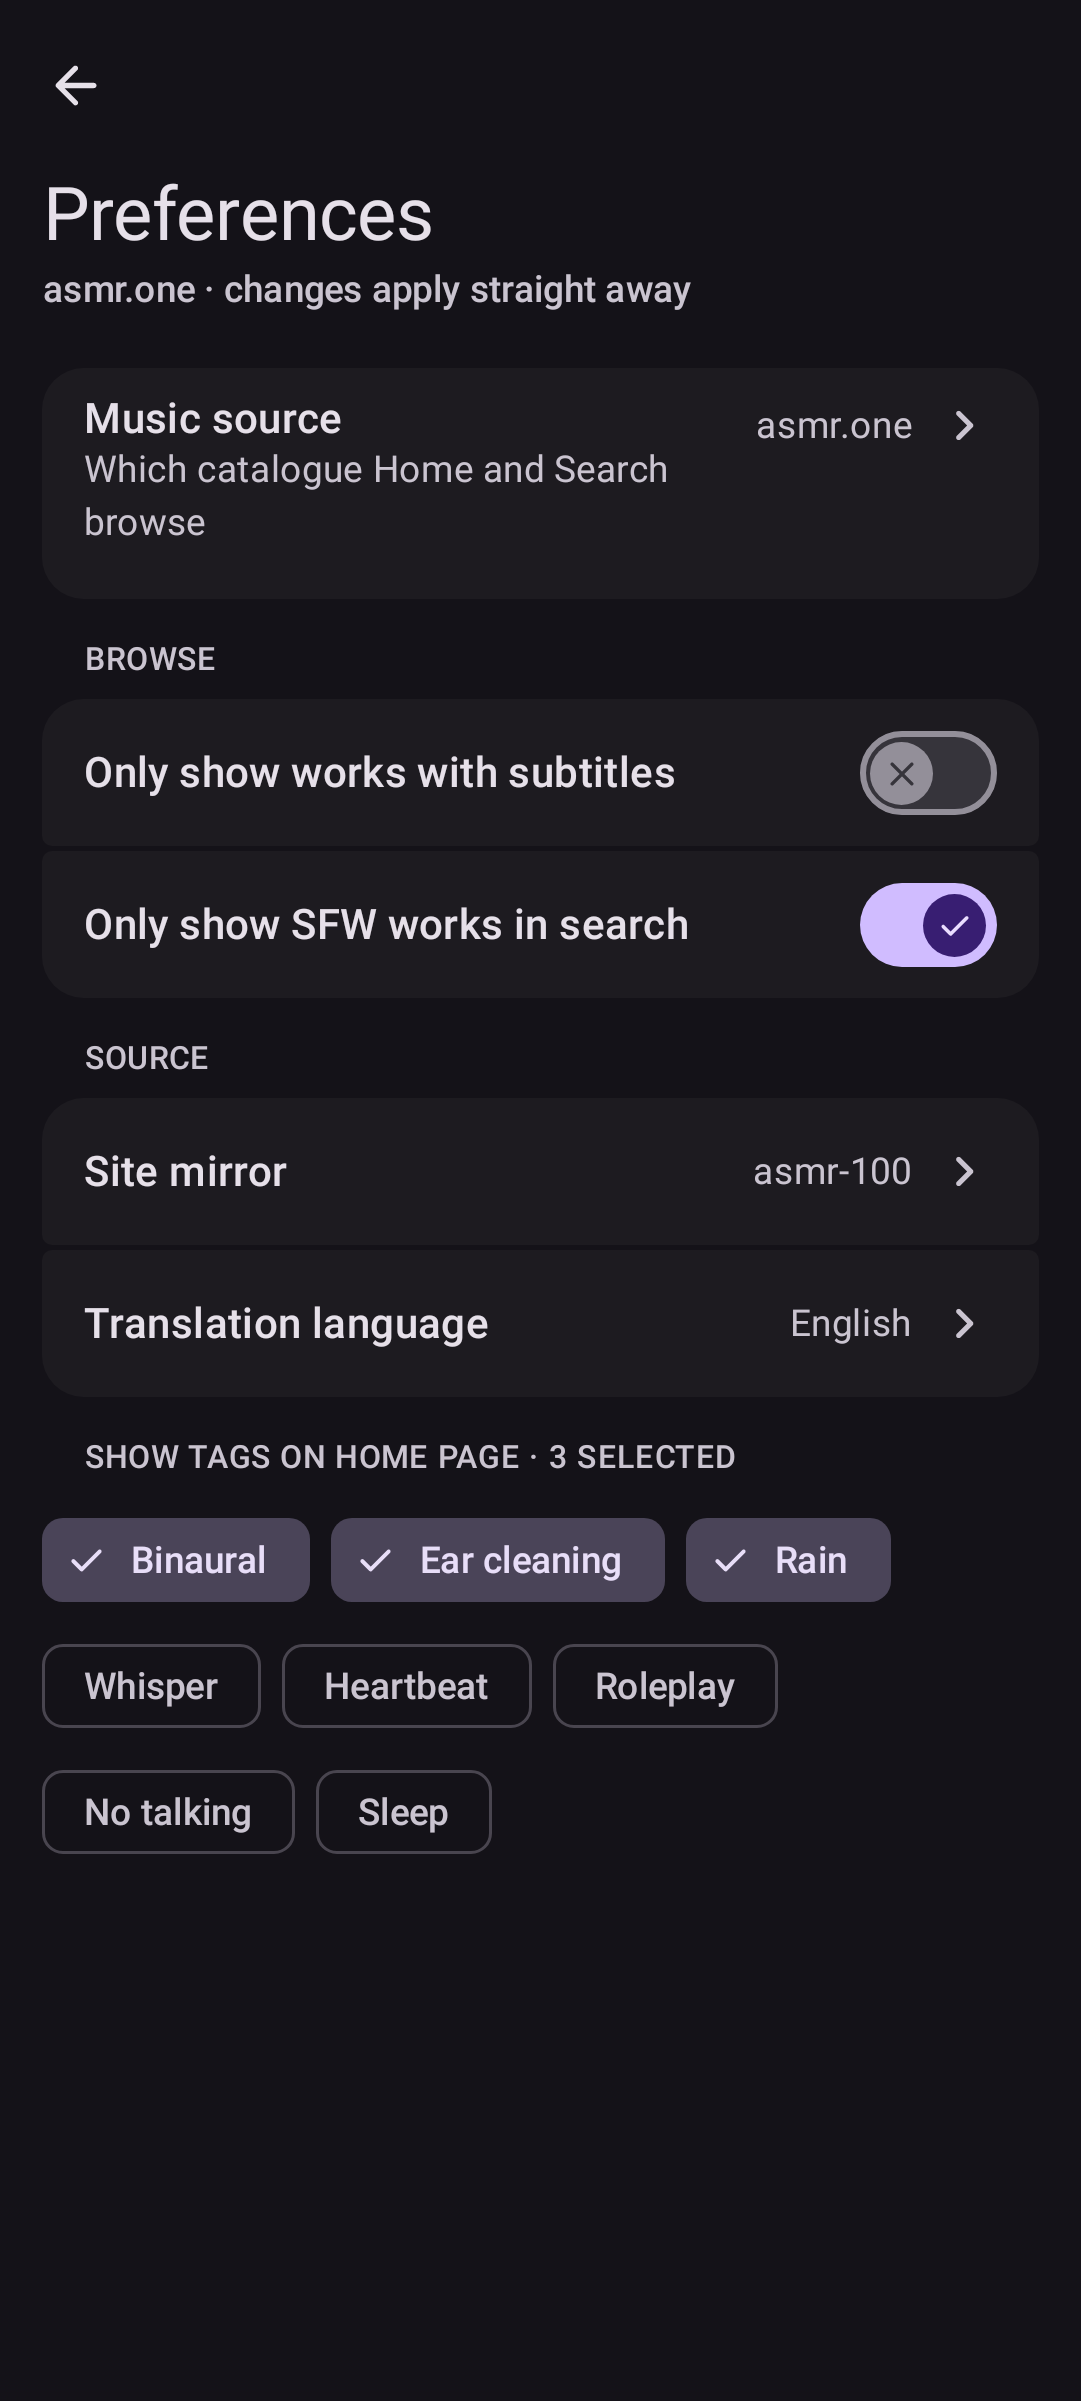 Preferences
asmr.one · changes apply straight away
Music source
asmr.one
Which catalogue Home and Search
browse
BROWSE
Only show works with subtitles
Only show SFW works in search
SOURCE
Site mirror
asmr-100
Translation language
English
SHOW TAGS ON HOME PAGE · 3 SELECTED
Binaural
Ear cleaning
Rain
Whisper
Heartbeat
Roleplay
No talking
Sleep